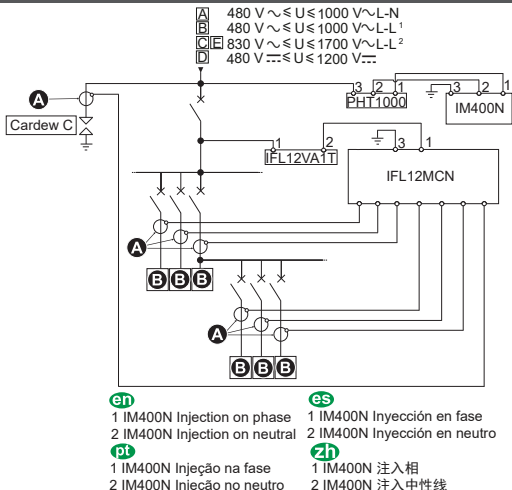 A 480 V ∼ ≤ U ≤ 1000 V∼L-N
B 480 V ∼ ≤ U ≤ 1000 V∼L-L 1
C E 830 V ∼ ≤ U ≤ 1700 V∼L-L 2
D 480 V ⎓ ≤ U ≤ 1200 V⎓
3 2 1
PHT1000
3 2 1
IM400N
A
Cardew C
1 2
IFL12VA1T
3 1
IFL12MCN
A
B B B
A
B B B
en
1 IM400N Injection on phase
2 IM400N Injection on neutral
es
1 IM400N Inyección en fase
2 IM400N Inyección en neutro
pt
1 IM400N Injeção na fase
2 IM400N Injeção no neutro
zh
1 IM400N 注入相
2 IM400N 注入中性线